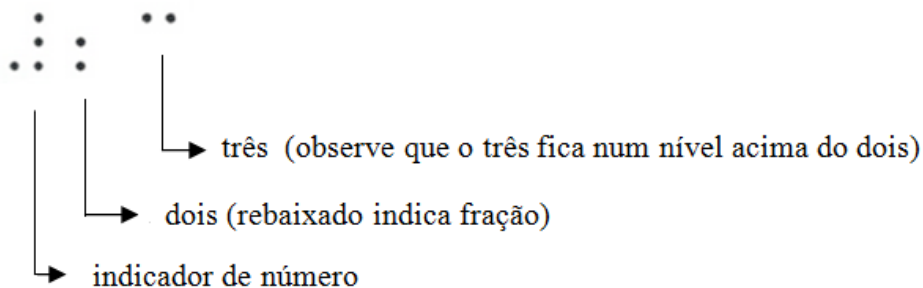 ⠼⠆⠉
três (observe que o três fica num nível acima do dois)
dois (rebaixado indica fração)
indicador de número